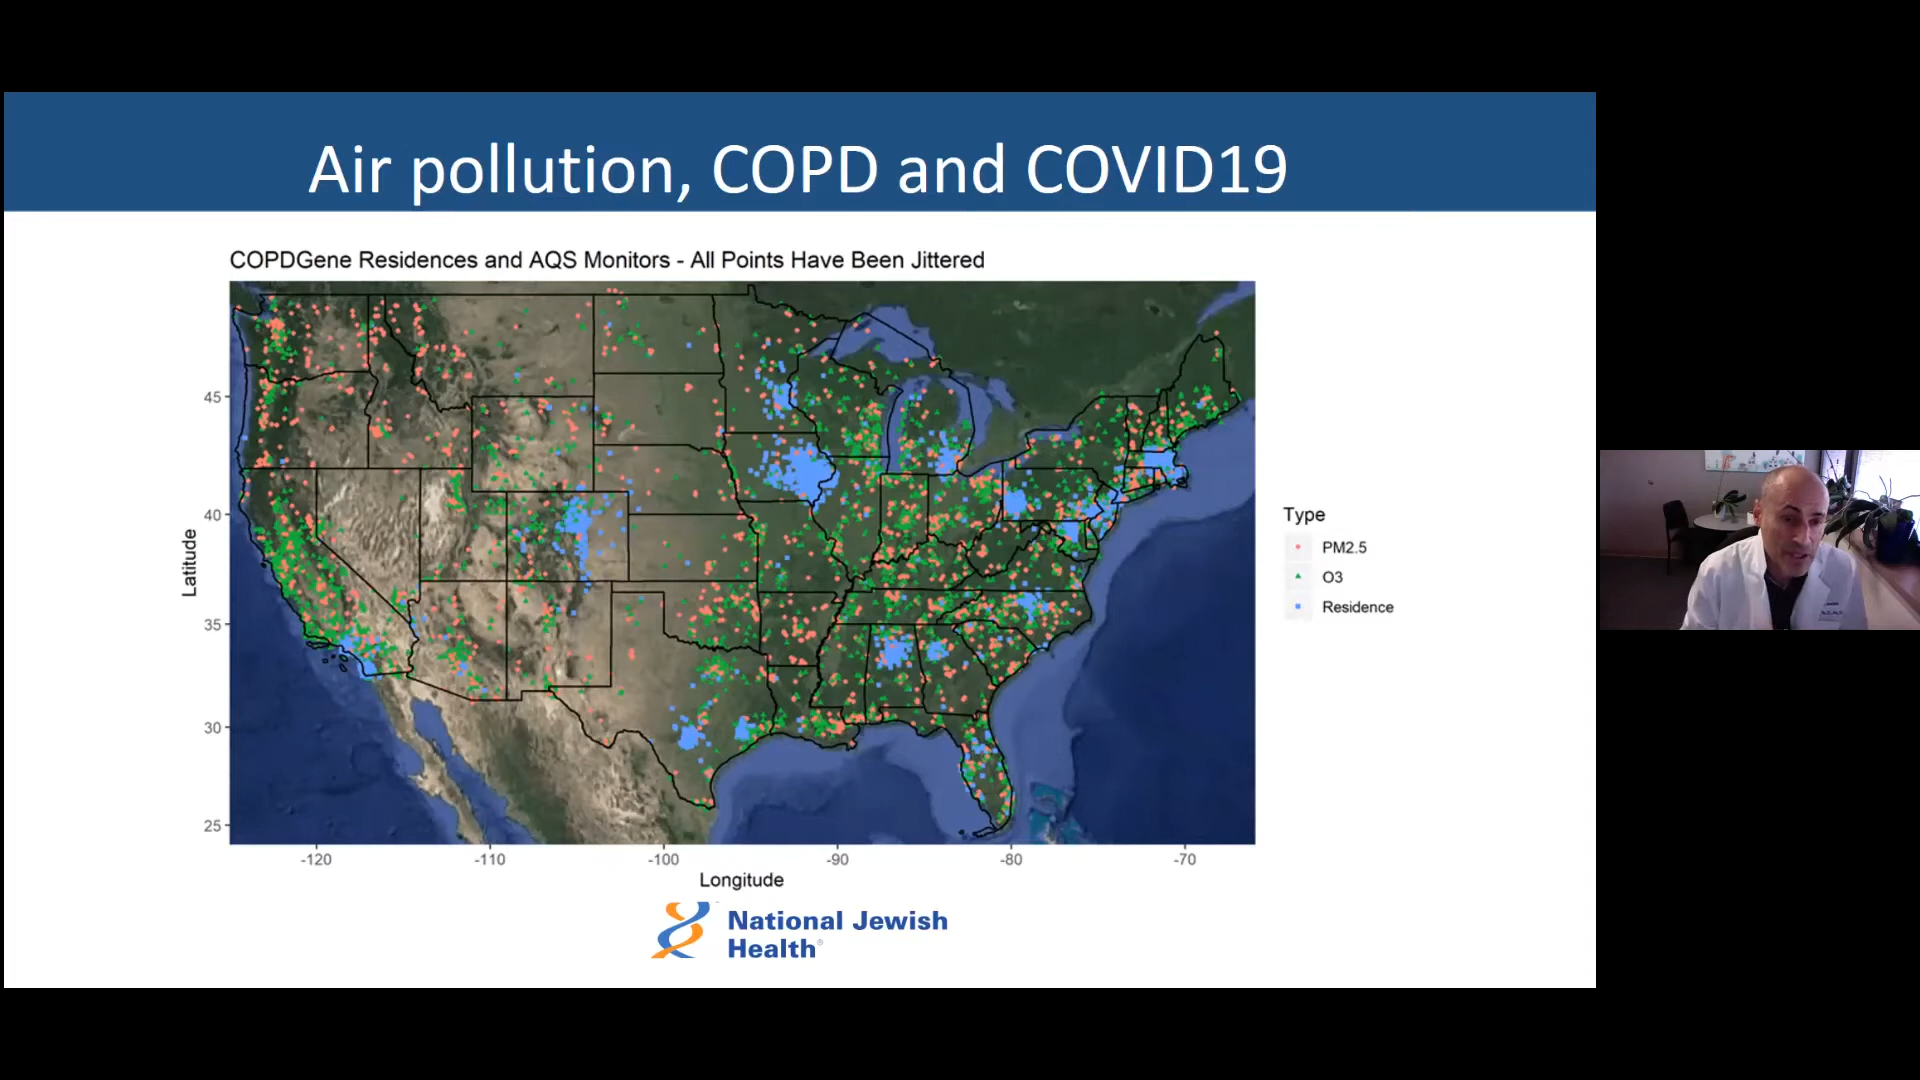 Air pollution, COPD and COVID19
COPDGene Residences and AQS Monitors - All Points Have Been Jittered
45
40
35
30
25
Latitude
-120 -110 -100 -90 -80 -70
Longitude
Type
PM2.5
O3
Residence
National Jewish
Health®